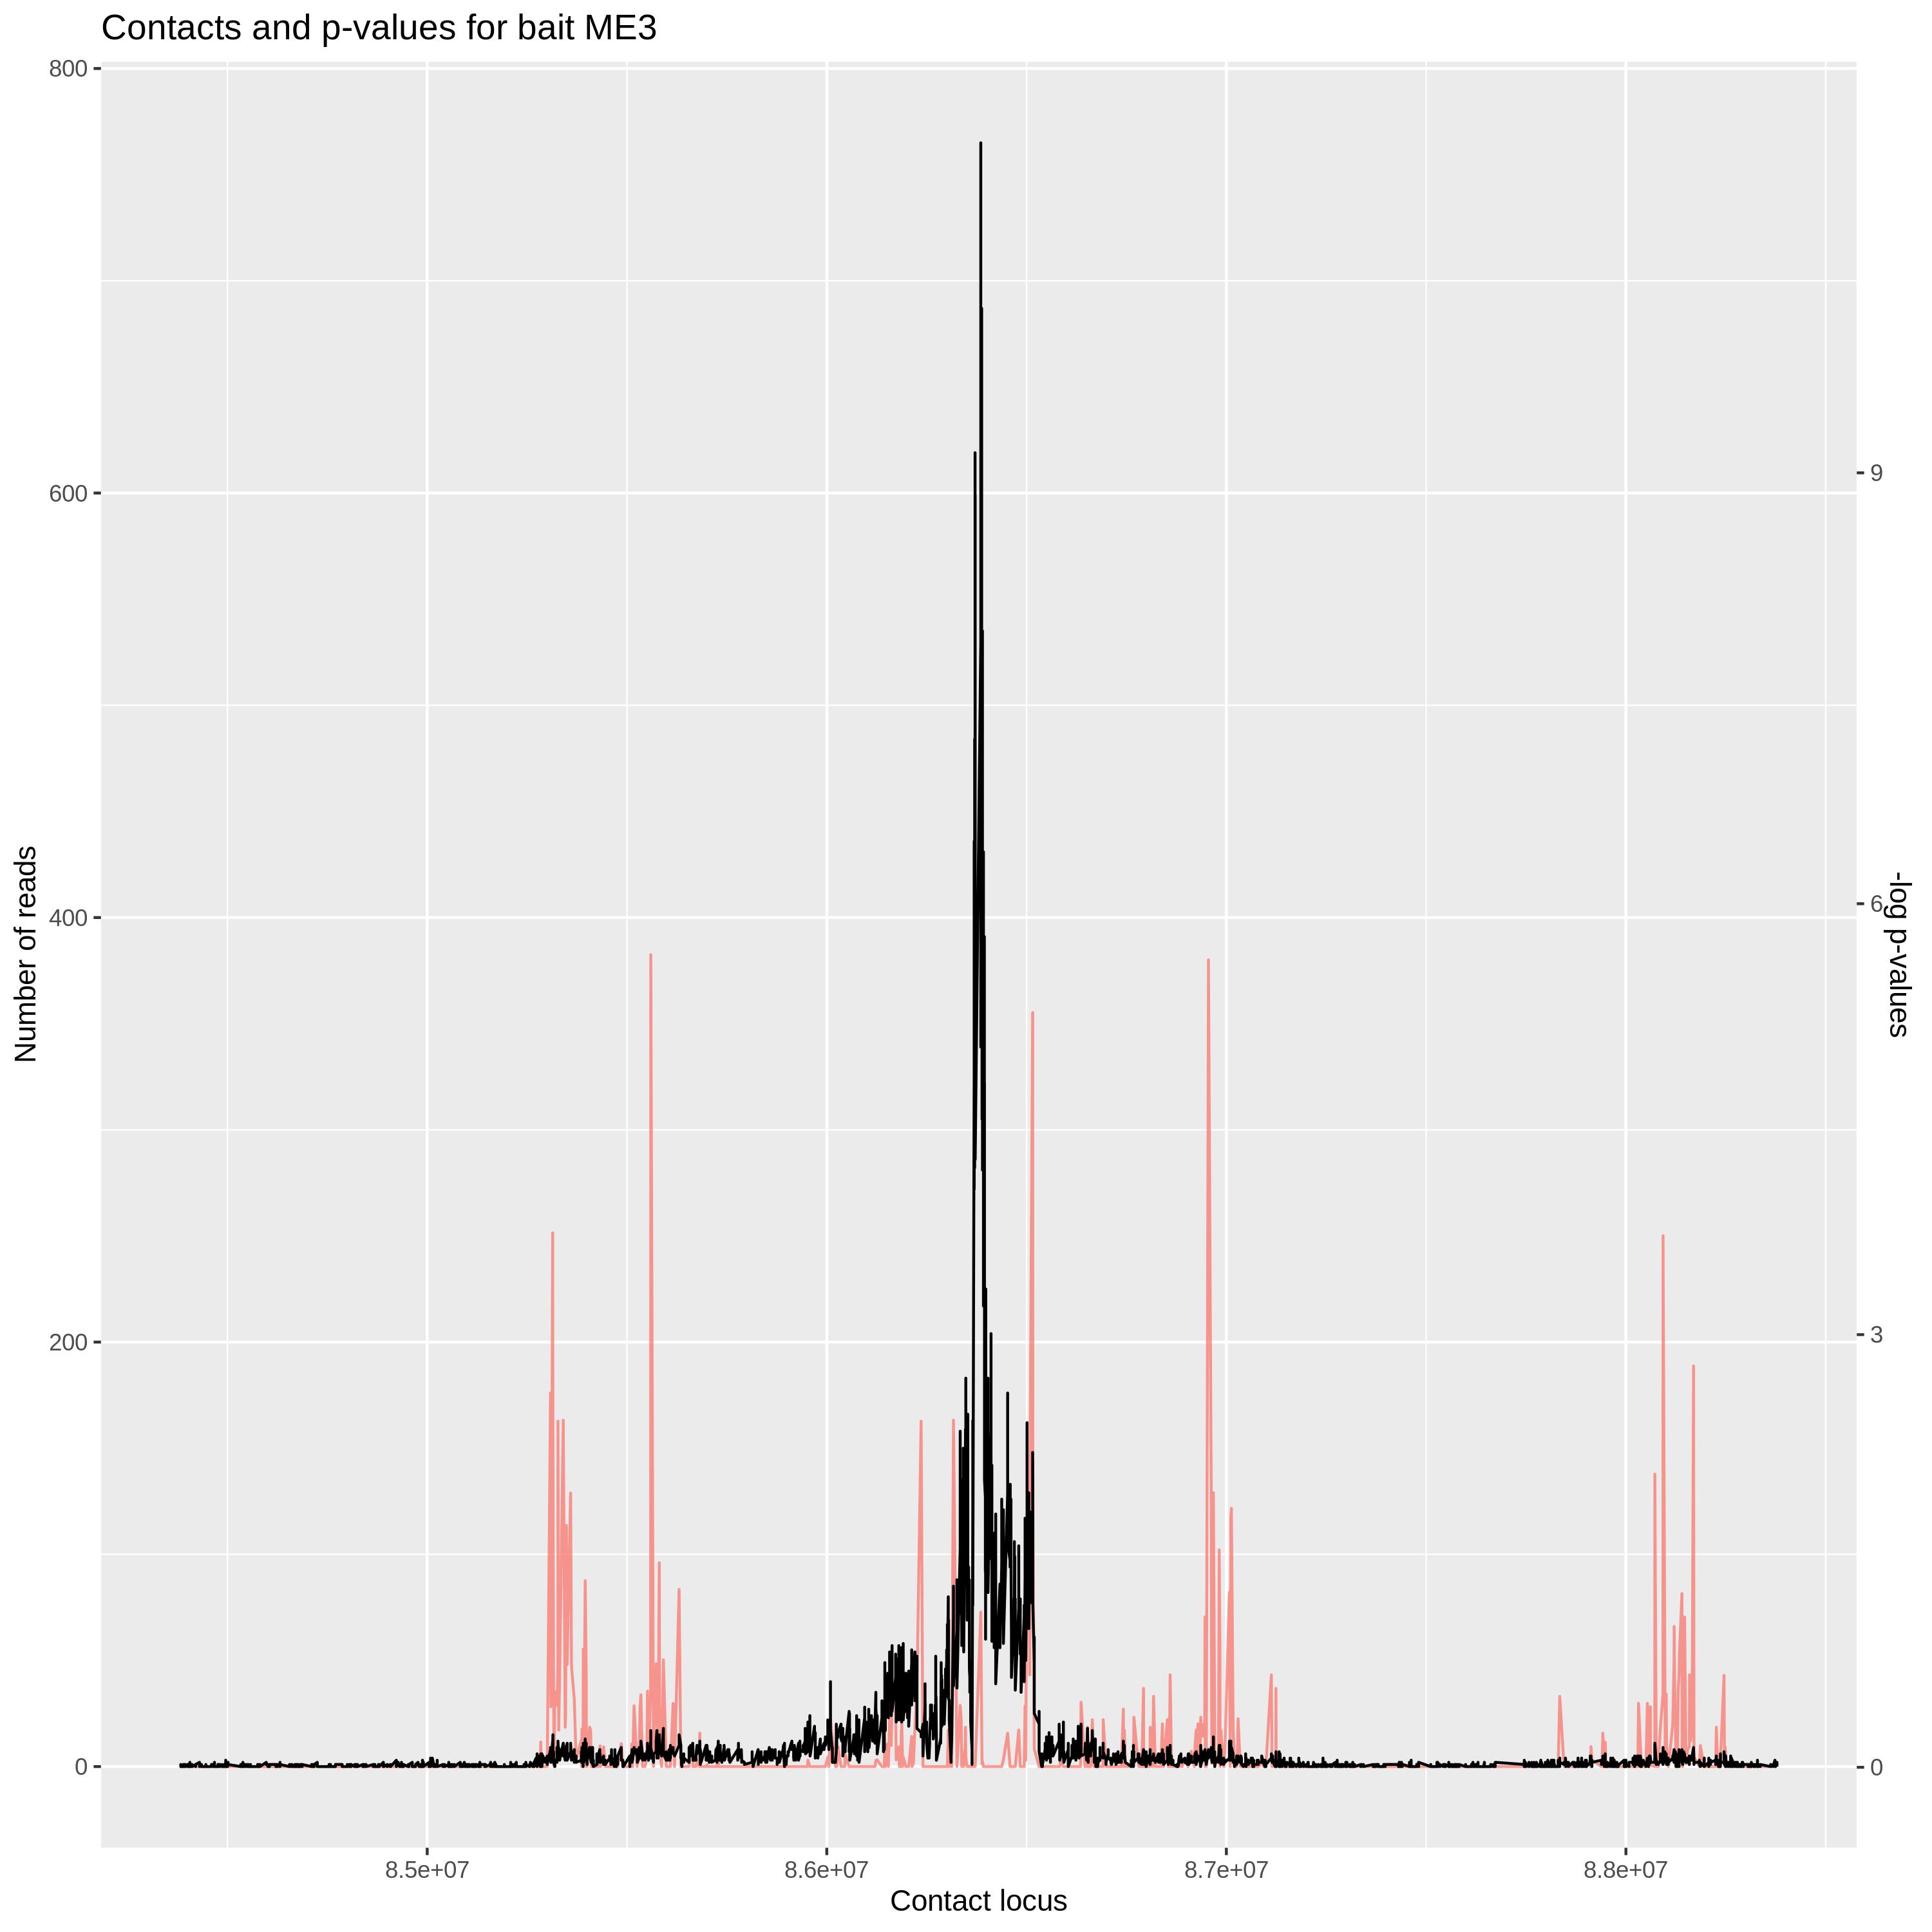 Contacts and p-values for bait ME3
800
600
400
200
0
Number of reads
9
6
3
0
-log p-values
8.5e+07
8.6e+07
8.7e+07
8.8e+07
Contact locus